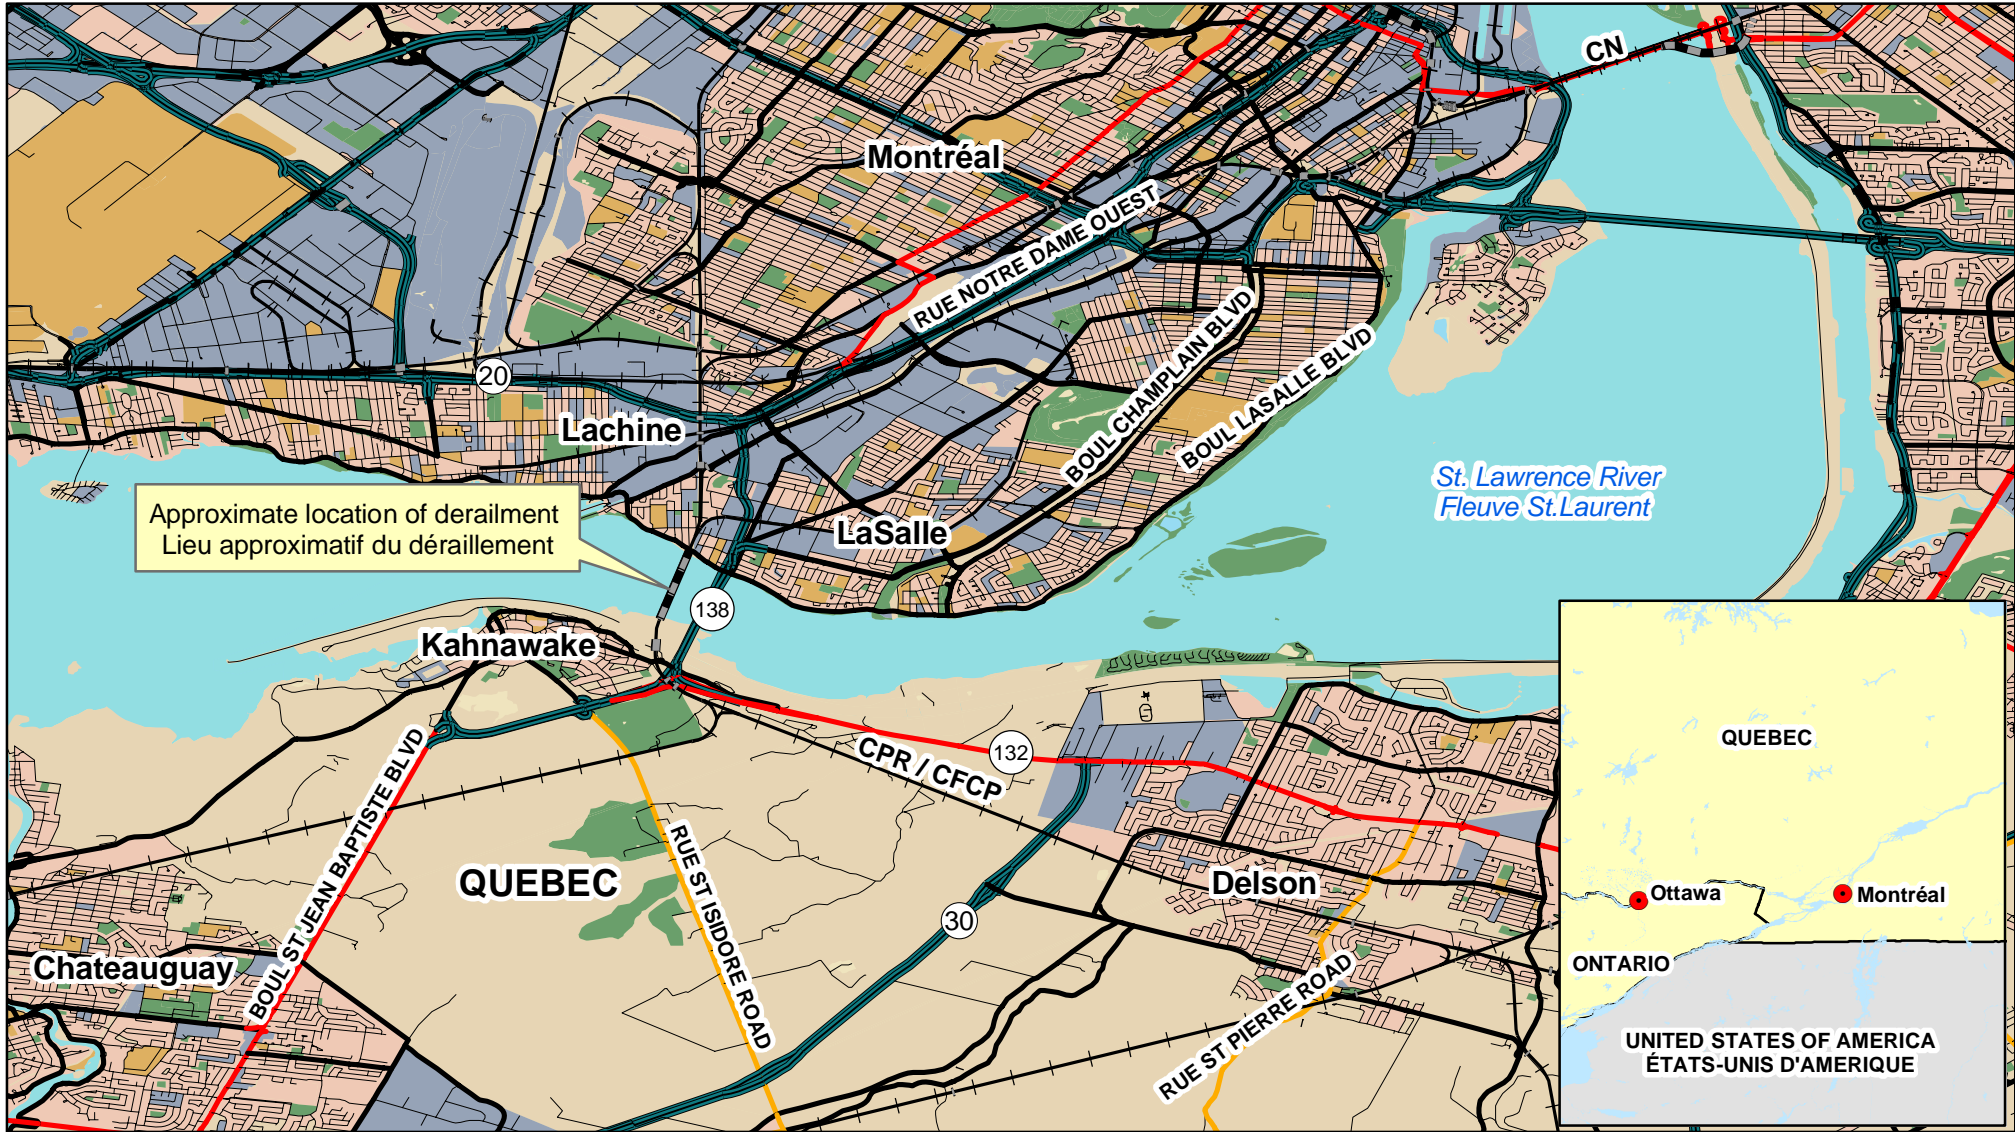 CN
Montréal
RUE NOTRE DAME OUEST
20
BOUL CHAMPLAIN BLVD
BOUL LASALLE BLVD
Lachine
St. Lawrence River
Fleuve St.Laurent
Approximate location of derailment
Lieu approximatif du déraillement
LaSalle
138
Kahnawake
132
CPR / CFCP
BOUL ST JEAN BAPTISTE BLVD
RUE ST ISIDORE ROAD
QUEBEC
Delson
30
Chateauguay
RUE ST PIERRE ROAD
QUEBEC
Ottawa
Montréal
ONTARIO
UNITED STATES OF AMERICA
ÉTATS-UNIS D'AMERIQUE